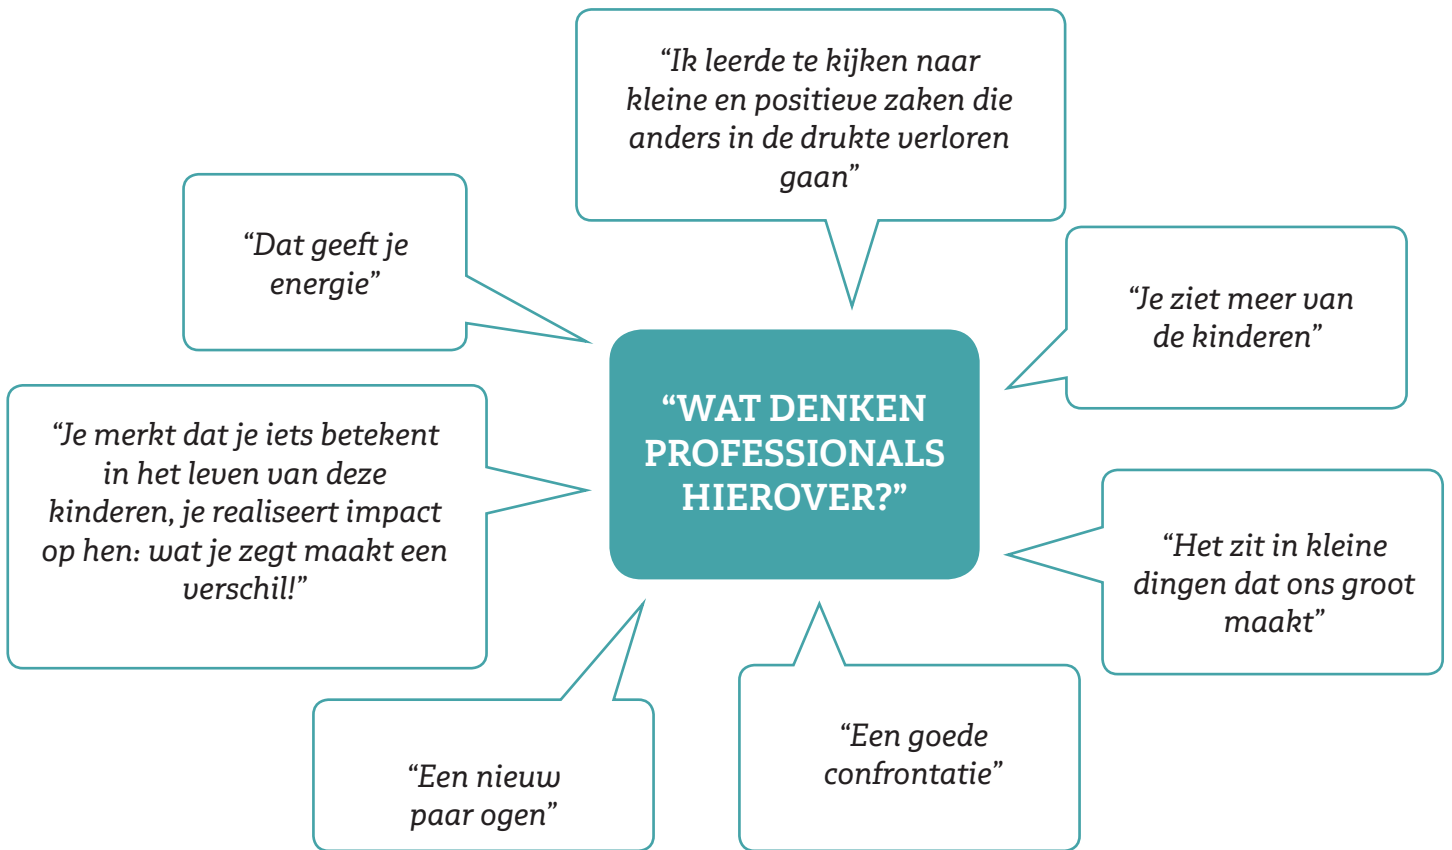 “Ik leerde te kijken naar
kleine en positieve zaken die
anders in de drukte verloren
gaan”
“Dat geeft je
energie”
“Je ziet meer van
de kinderen”
“WAT DENKEN
PROFESSIONALS
HIEROVER?”
“Je merkt dat je iets betekent
in het leven van deze
kinderen, je realiseert impact
op hen: wat je zegt maakt een
verschil!”
“Het zit in kleine
dingen dat ons groot
maakt”
“Een nieuw
paar ogen”
“Een goede
confrontatie”